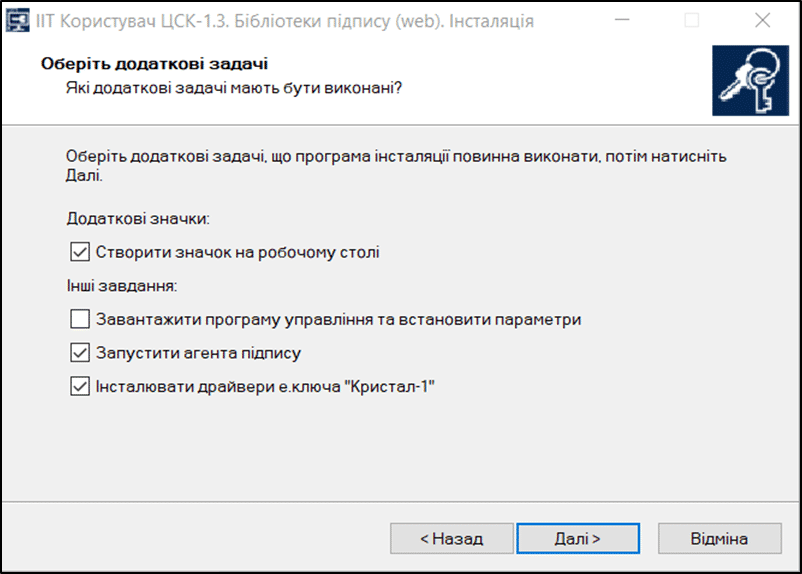 ІІТ Користувач ЦСК-1.3. Бібліотеки підпису (web). Інсталяція
Оберіть додаткові задачі
Які додаткові задачі мають бути виконані?
Оберіть додаткові задачі, що програма інсталяції повинна виконати, потім натисніть
Далі.
Додаткові значки:
Створити значок на робочому столі
Інші завдання:
Завантажити програму управління та встановити параметри
Запустити агента підпису
Інсталювати драйвери е.ключа "Кристал-1"
< Назад
Далі >
Відміна